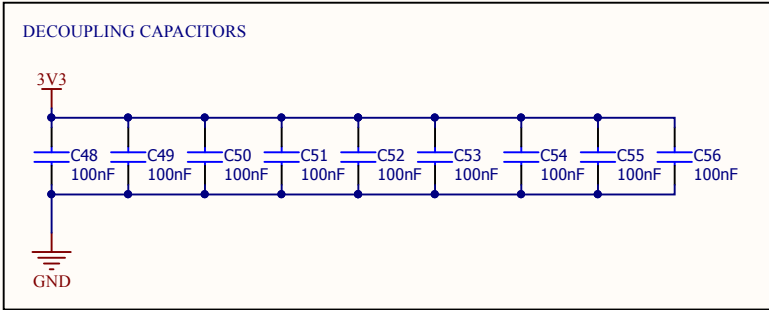 DECOUPLING CAPACITORS
3V3
C48 C49 C50 C51 C52 C53 C54 C55 C56
100nF 100nF 100nF 100nF 100nF 100nF 100nF 100nF 100nF
GND